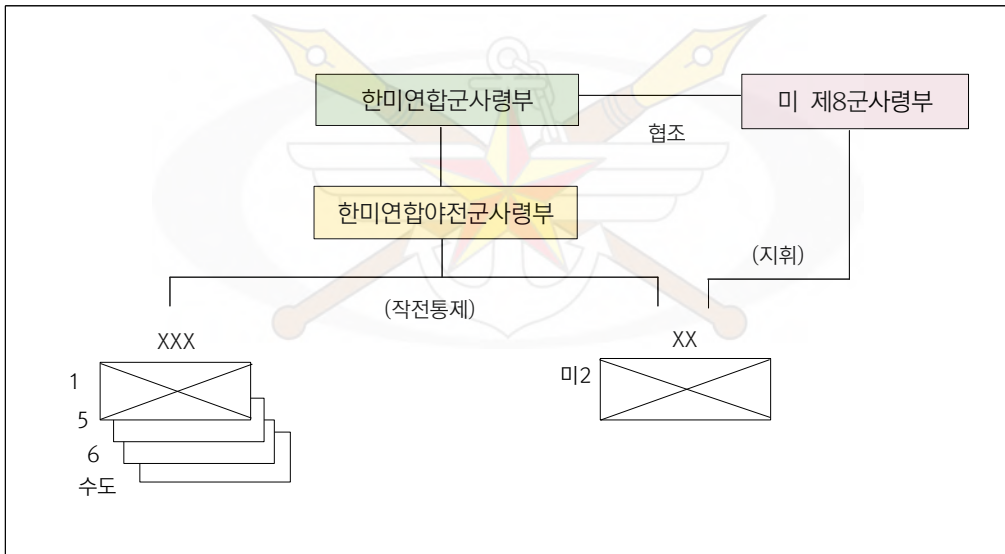 한미연합군사령부
미 제8군사령부
협조
한미연합야전군사령부
(지휘)
(작전통제)
XXX
XX
1
미2
5
6
수도